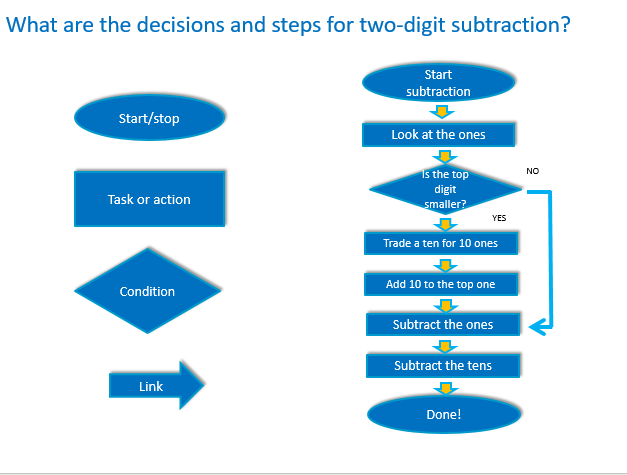 What are the decisions and steps for two-digit subtraction?
Start/stop
Task or action
Condition
Link
Start
subtraction
Look at the ones
Is the top
digit
smaller?
NO
YES
Trade a ten for 10 ones
Add 10 to the top one
Subtract the ones
Subtract the tens
Done!